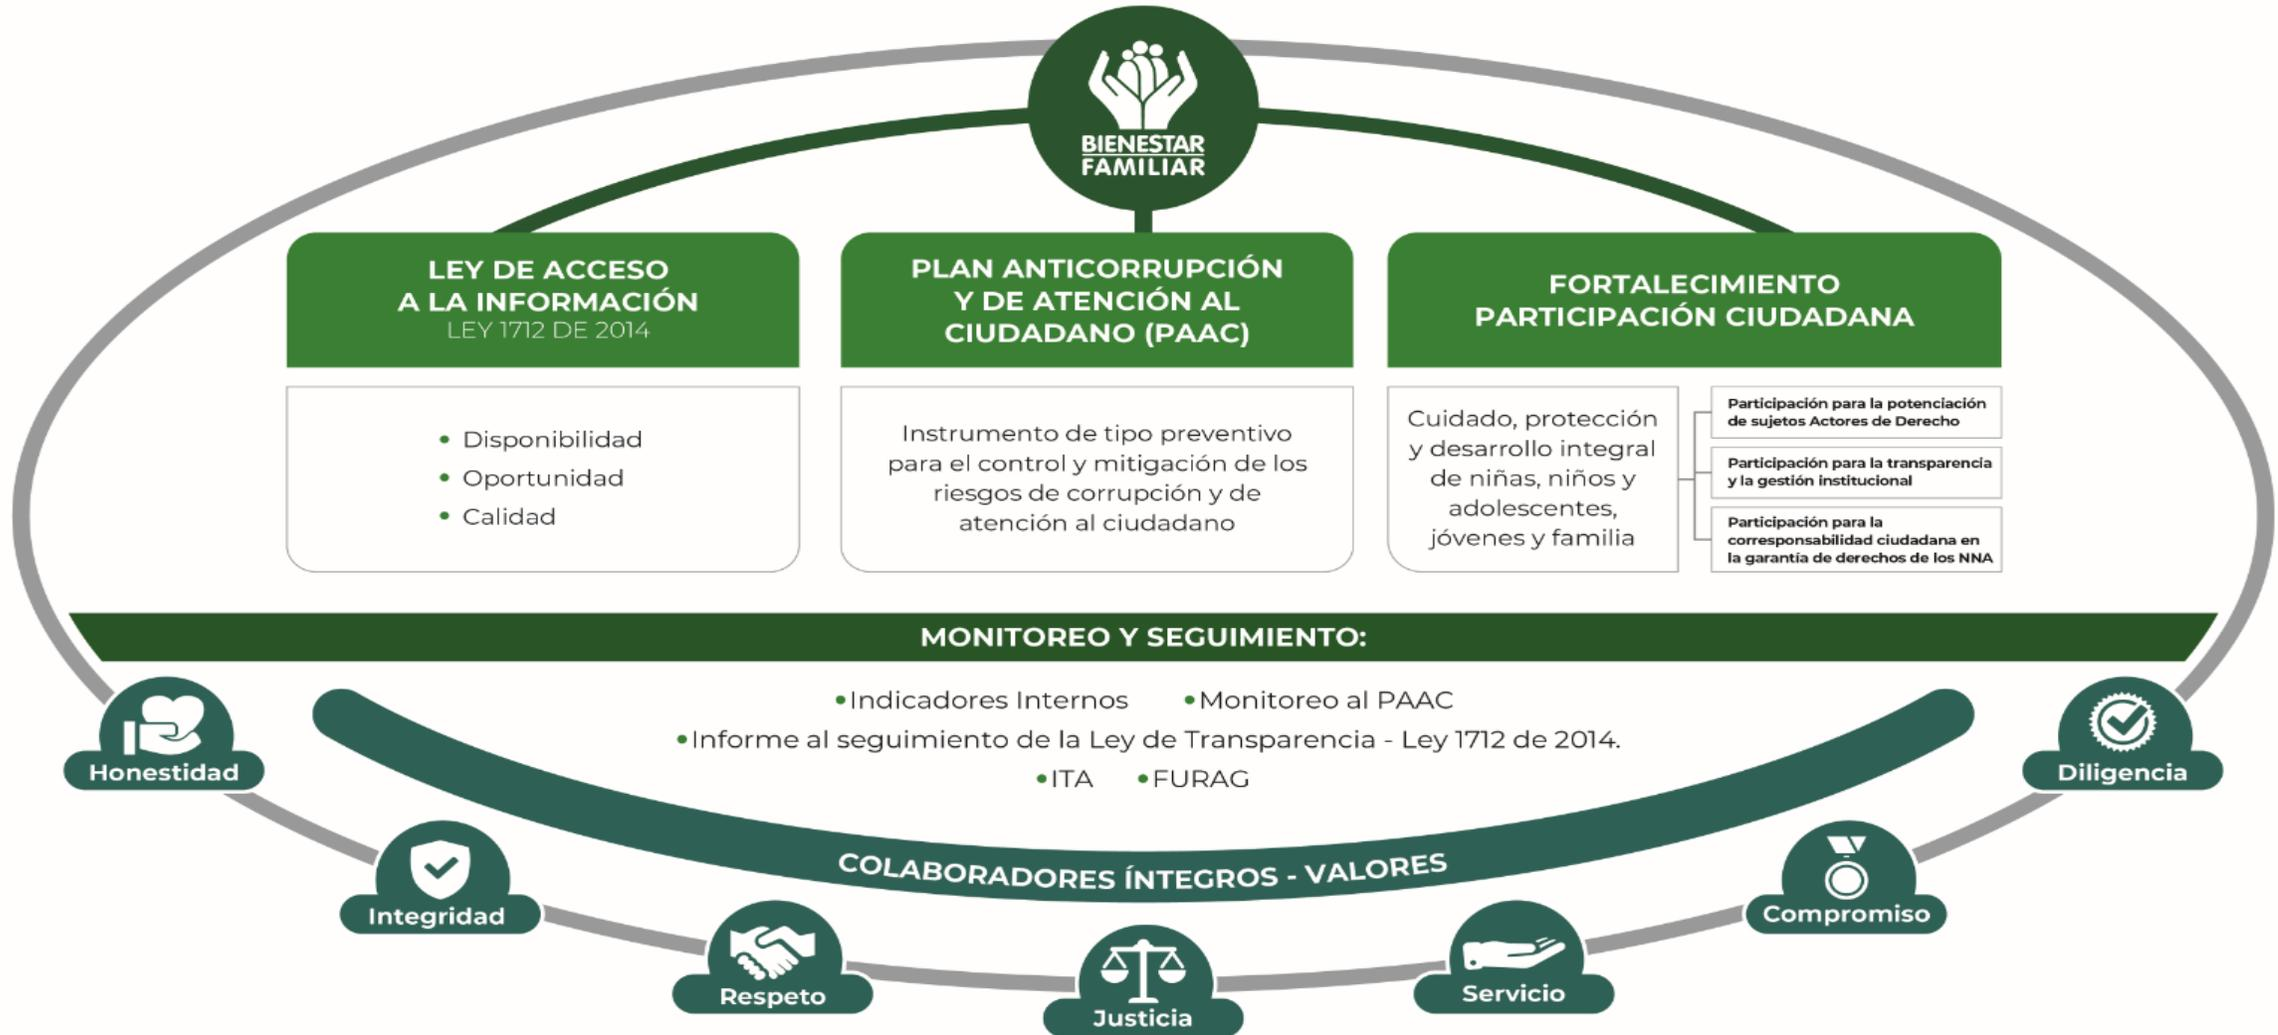 BIENESTAR
FAMILIAR
LEY DE ACCESO
A LA INFORMACIÓN
LEY 1712 DE 2014
• Disponibilidad
• Oportunidad
• Calidad
PLAN ANTICORRUPCIÓN
Y DE ATENCIÓN AL
CIUDADANO (PAAC)
Instrumento de tipo preventivo
para el control y mitigación de los
riesgos de corrupción y de
atención al ciudadano
FORTALECIMIENTO
PARTICIPACIÓN CIUDADANA
Cuidado, protección
y desarrollo integral
de niñas, niños y
adolescentes,
jóvenes y familia
Participación para la potenciación
de sujetos Actores de Derecho
Participación para la transparencia
y la gestión institucional
Participación para la
corresponsabilidad ciudadana en
la garantía de derechos de los NNA
MONITOREO Y SEGUIMIENTO:
•Indicadores Internos •Monitoreo al PAAC
•Informe al seguimiento de la Ley de Transparencia - Ley 1712 de 2014.
•ITA •FURAG
COLABORADORES ÍNTEGROS - VALORES
Honestidad
Integridad
Respeto
Justicia
Servicio
Compromiso
Diligencia